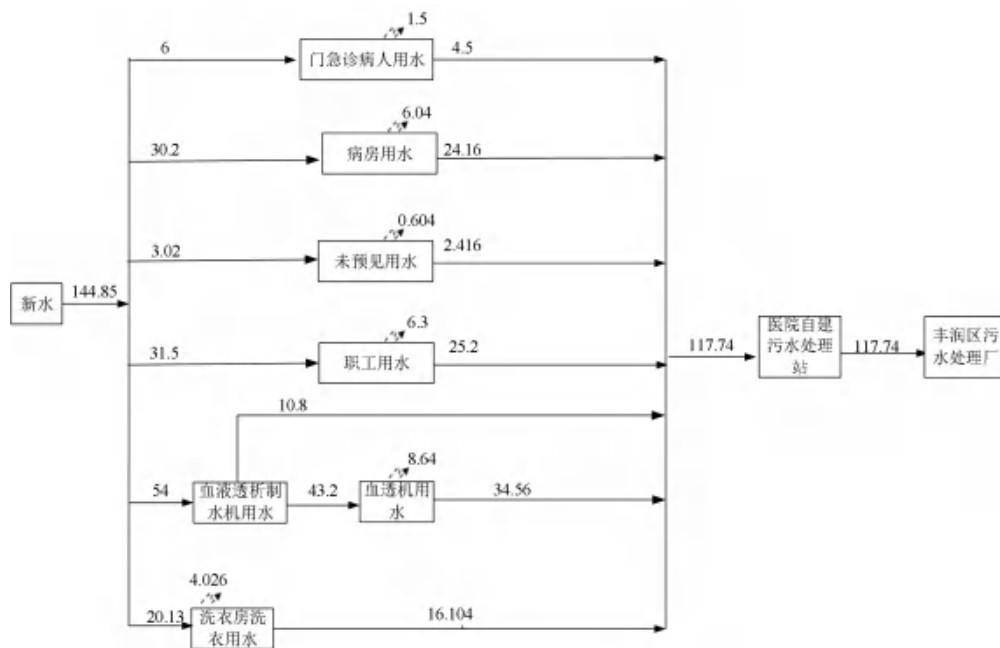 1.5
6
门急诊病人用水
4.5
6.04
30.2
病房用水
24.16
0.604
3.02
未预见用水
2.416
新水
144.85
6.3
31.5
职工用水
25.2
117.74
医院自建
污水处理
站
117.74
丰润区污
水处理厂
10.8
8.64
54
血液透析制
水机用水
43.2
血透机用
水
34.56
4.026
20.13
洗衣房洗
衣用水
16.104